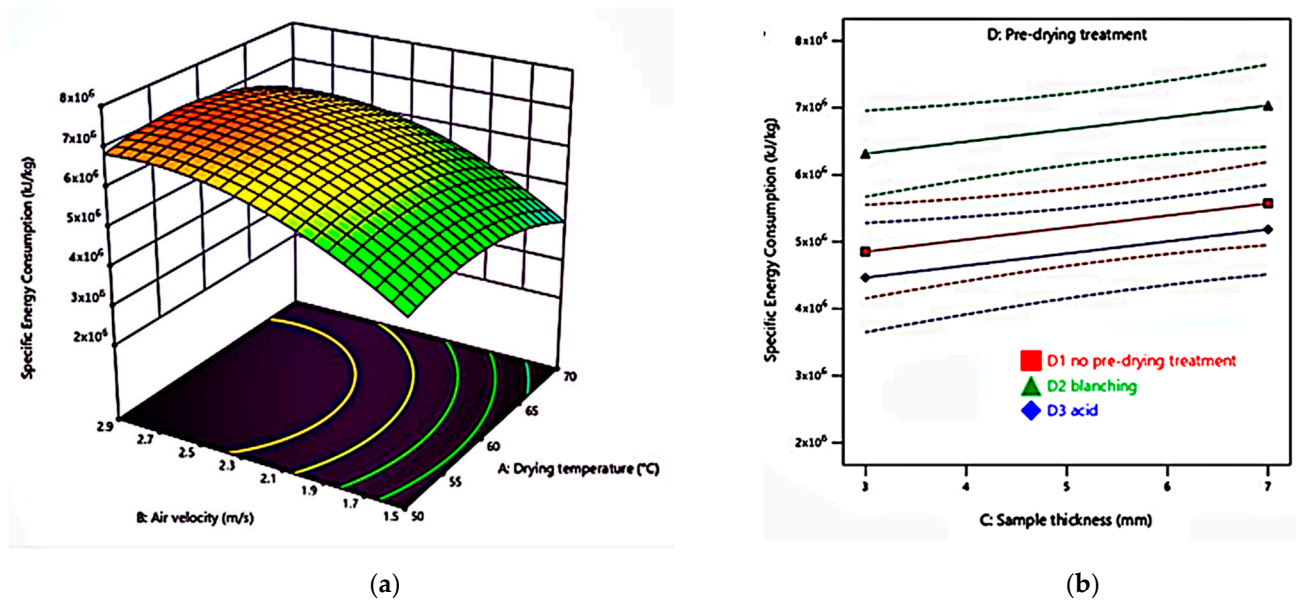 8x10⁶
7x10⁶
6x10⁶
5x10⁶
4x10⁶
3x10⁶
2x10⁶
Specific Energy Consumption (kJ/kg)
2.9
2.7
2.5
2.3
2.1
1.9
1.7
1.5
B: Air velocity (m/s)
50
55
60
65
70
A: Drying temperature (°C)
(a)
D: Pre-drying treatment
8x10⁶
7x10⁶
6x10⁶
5x10⁶
4x10⁶
3x10⁶
2x10⁶
Specific Energy Consumption (kJ/kg)
D1 no pre-drying treatment
D2 blanching
D3 acid
3 4 5 6 7
C: Sample thickness (mm)
(b)